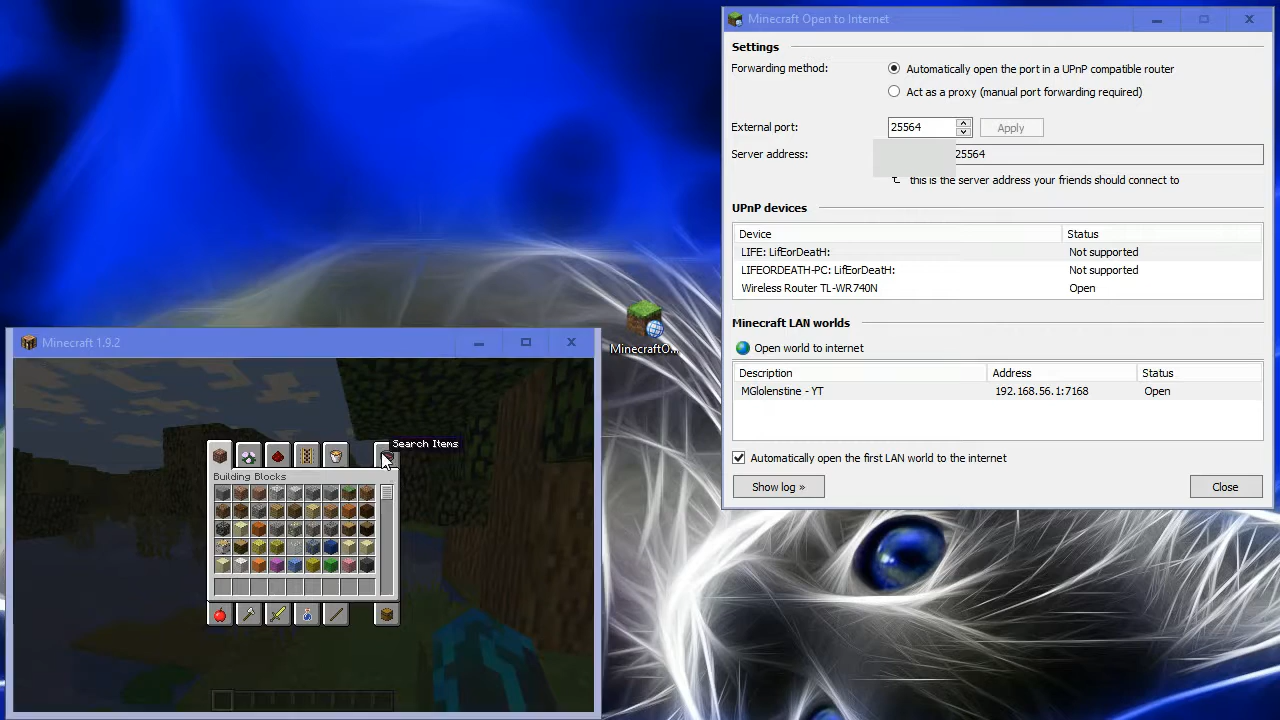 Minecraft Open to Internet
Settings
Forwarding method:
Automatically open the port in a UPnP compatible router
Act as a proxy (manual port forwarding required)
External port:
25564
Apply
Server address:
25564
this is the server address your friends should connect to
UPnP devices
Device Status
LIFE: LifEorDeatH: Not supported
LIFEORDEATH-PC: LifEorDeatH: Not supported
Wireless Router TL-WR740N Open
Minecraft LAN worlds
Open world to internet
Description Address Status
MGlolenstine - YT 192.168.56.1:7168 Open
Automatically open the first LAN world to the internet
Show log »
Close
MinecraftO...
Minecraft 1.9.2
Search Items
Building Blocks